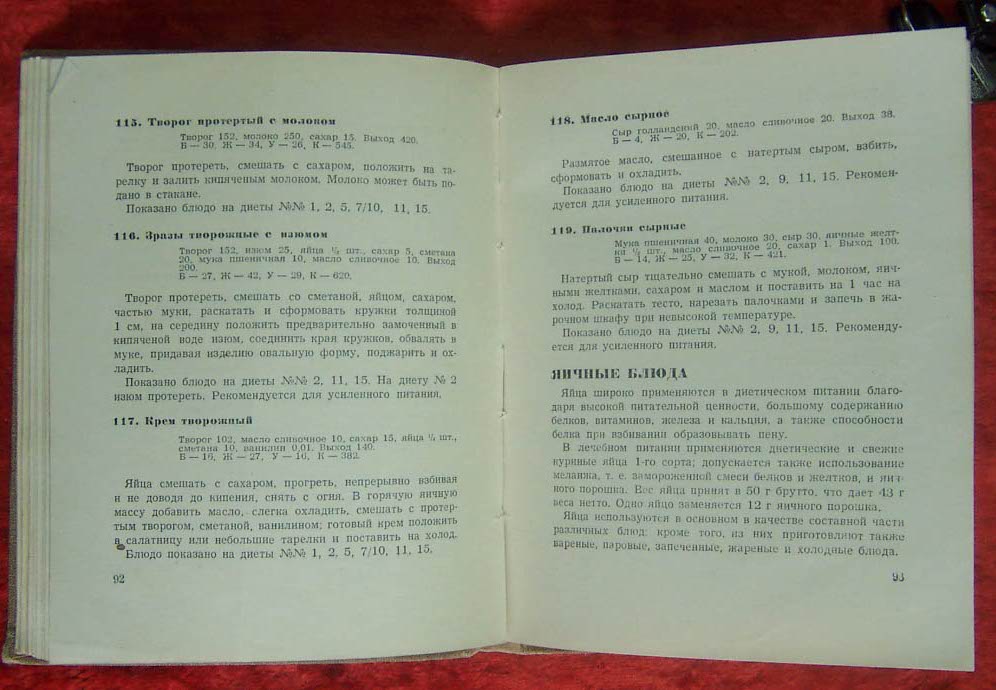 115. Творог протертый с молоком
Творог 152, молоко 250, сахар 15. Выход 420.
Б — 30, Ж — 34, У — 26, К — 545.
Творог протереть, смешать с сахаром, положить на та-
релку и залить кипяченым молоком. Молоко может быть по-
дано в стакане.
Показано блюдо на диеты №№ 1, 2, 5, 7/10, 11, 15.
116. Зразы творожные с изюмом
Творог 152, изюм 25, яйца шт., сахар 5, сметана
20, мука пшеничная 10, масло сливочное 10. Выход
200.
Б — 27, Ж — 42, У — 29, К — 620.
Творог протереть, смешать со сметаной, яйцом, сахаром,
частью муки, раскатать и сформовать кружки толщиной
1 см, на середину положить предварительно замоченный в
кипяченой воде изюм, соединить края кружков, обвалять в
муке, придавая изделию овальную форму, поджарить и ох-
ладить.
Показано блюдо на диеты №№ 2, 11, 15. На диету № 2
изюм протереть. Рекомендуется для усиленного питания.
117. Крем творожный
Творог 102, масло сливочное 10, сахар 15, яйца шт.,
сметана 10, ванилин 0,01. Выход 140.
Б — 16, Ж — 27, У — 16, К — 382.
Яйца смешать с сахаром, прогреть, непрерывно взбивая
и не доводя до кипения, снять с огня. В горячую яичную
массу добавить масло, слегка охладить, смешать с протер-
тым творогом, сметаной, ванилином; готовый крем положить
в салатницу или небольшие тарелки и поставить на холод.
Блюдо показано на диеты №№ 1, 2, 5, 7/10, 11, 15.
92
118. Масло сырное
Сыр голландский 20, масло сливочное 20. Выход 38.
Б — 4, Ж — 20, К — 202.
Размятое масло, смешанное с натертым сыром, взбить,
сформовать и охладить.
Показано блюдо на диеты №№ 2, 9, 11, 15. Рекомен-
дуется для усиленного питания.
119. Палочки сырные
Мука пшеничная 40, молоко 30, сыр 30, яичные желт-
ки шт., масло сливочное 20, сахар 1. Выход 100.
Б — 14, Ж — 25, У — 32, К — 421.
Натертый сыр тщательно смешать с мукой, молоком, яич-
ными желтками, сахаром и маслом и поставить на 1 час на
холод. Раскатать тесто, нарезать палочками и запечь в жа-
рочном шкафу при невысокой температуре.
Показано блюдо на диеты №№ 2, 9, 11, 15. Рекоменду-
ется для усиленного питания.
ЯИЧНЫЕ БЛЮДА
Яйца широко применяются в диетическом питании благо-
даря высокой питательной ценности, большому содержанию
белков, витаминов, железа и кальция, а также способности
белка при взбивании образовывать пену.
В лечебном питании применяются диетические и свежие
куриные яйца 1-го сорта; допускается также использование
меланжа, т. е. замороженной смеси белков и желтков, и яич-
ного порошка. Вес яйца принят в 50 г брутто, что дает 43 г
веса нетто. Одно яйцо заменяется 12 г яичного порошка.
Яйца используются в основном в качестве составной части
различных блюд; кроме того, из них приготовляют также
вареные, паровые, запеченные, жареные и холодные блюда.
93